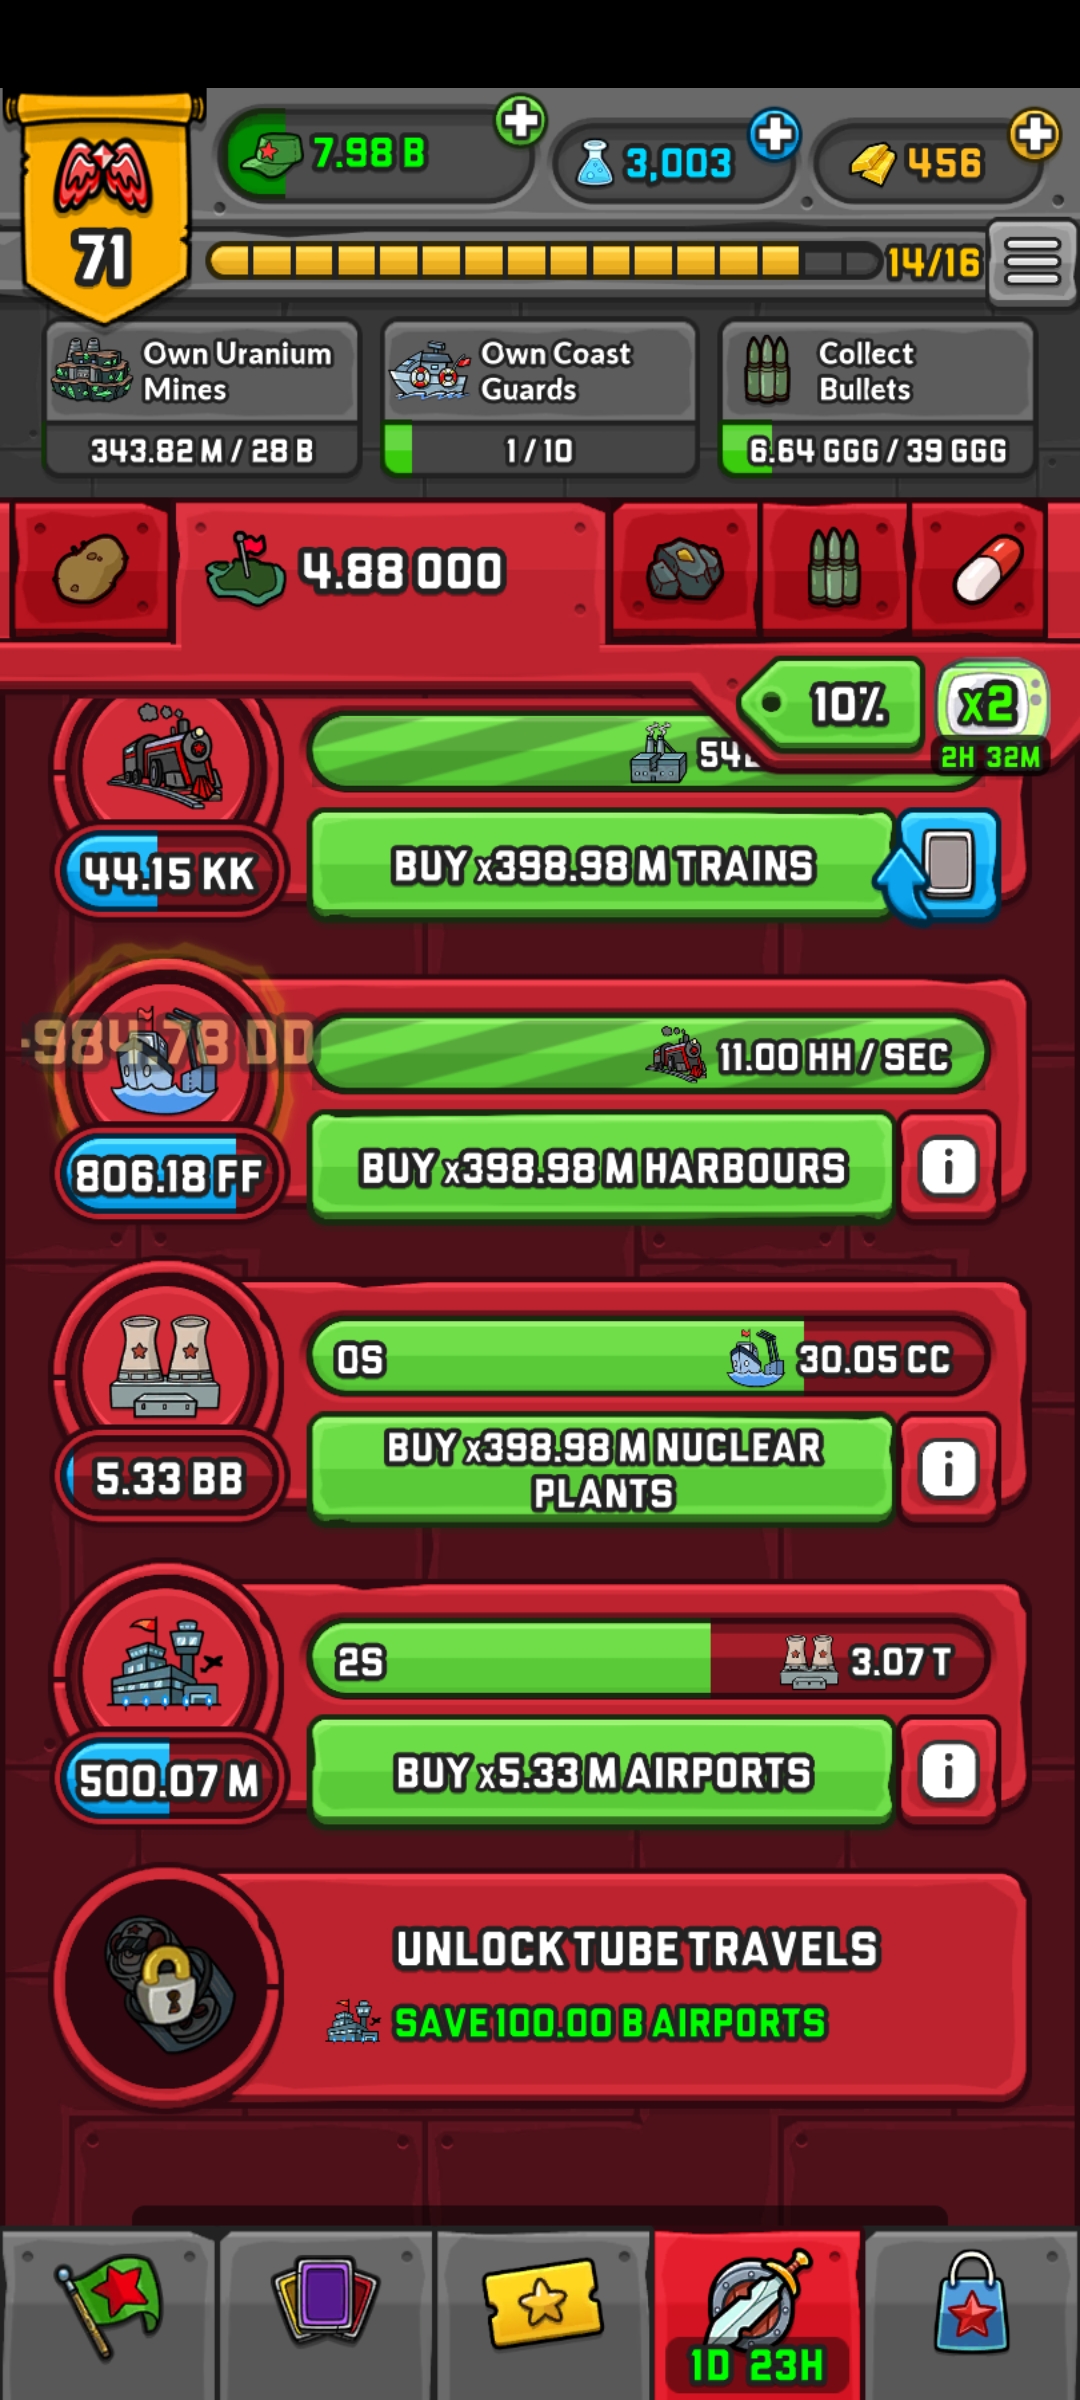 7.98 B
3,003
456
71
14/16
Own Uranium
Mines
343.82 M / 28 B
Own Coast
Guards
1 / 10
Collect
Bullets
6.64 GGG / 39 GGG
4.88 OOO
10%
x2
2H 32M
44.15 KK
BUY x398.98 M TRAINS
-984.78 DD
11.00 HH / SEC
806.18 FF
BUY x398.98 M HARBOURS
i
0S
30.05 CC
5.33 BB
BUY x398.98 M NUCLEAR
PLANTS
i
2S
3.07 T
500.07 M
BUY x5.33 M AIRPORTS
i
UNLOCK TUBE TRAVELS
SAVE 100.00 B AIRPORTS
1D 23H